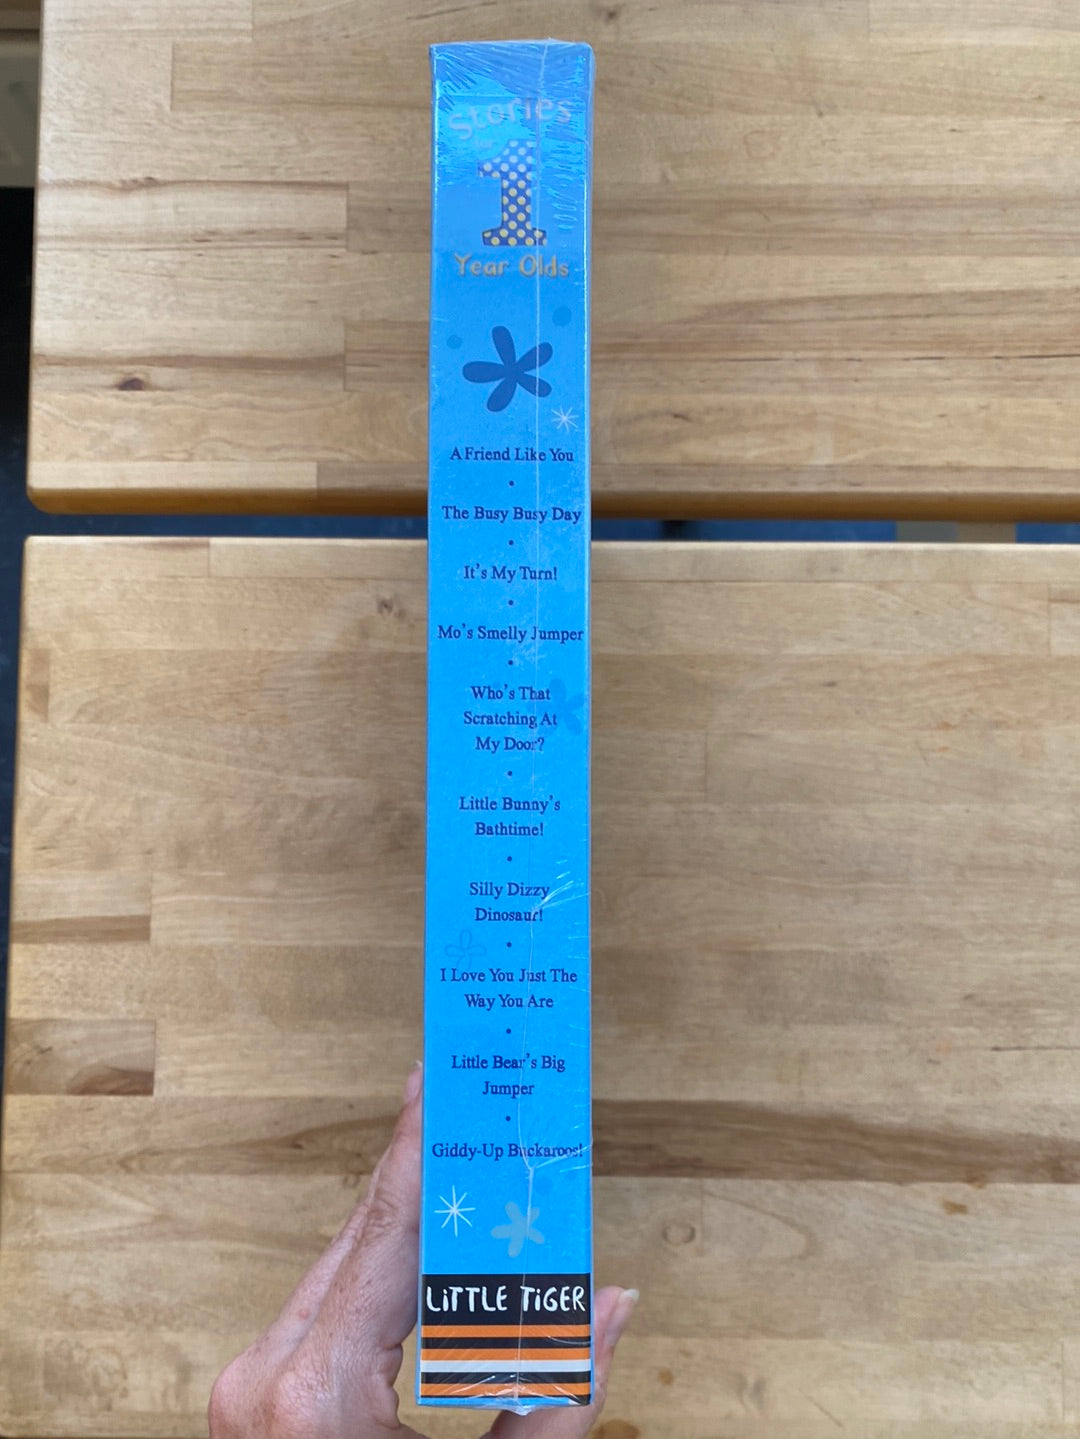 Stories
1
Year Olds
A Friend Like You
•
The Busy Busy Day
•
It's My Turn!
•
Mo's Smelly Jumper
•
Who's That
Scratching At
My Door?
•
Little Bunny's
Bathtime!
•
Silly Dizzy
Dinosaur!
•
I Love You Just The
Way You Are
•
Little Bear's Big
Jumper
•
Giddy-Up Buckaroos!
LiTTLE TiGER